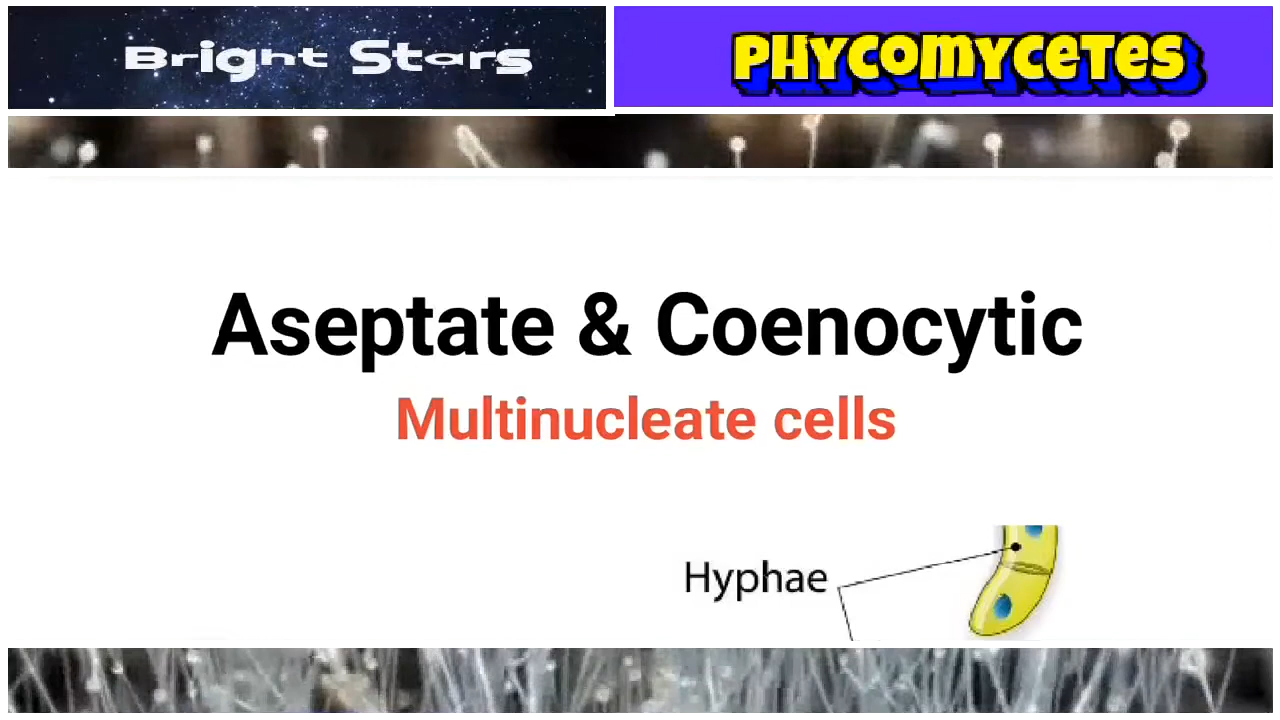 Bright Stars
PHYCOMYCETES
Aseptate & Coenocytic
Multinucleate cells
Hyphae